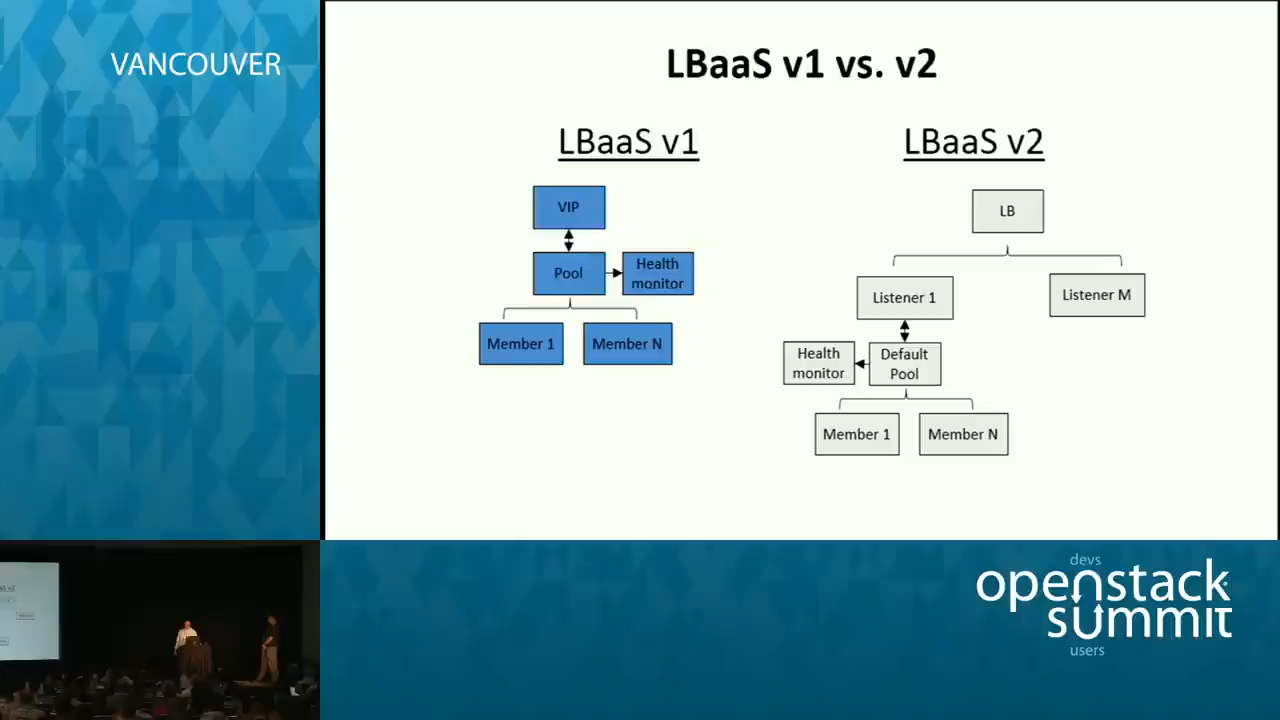 VANCOUVER
LBaaS v1 vs. v2
LBaaS v1
VIP
Pool
Health
monitor
Member 1
Member N
LBaaS v2
LB
Listener 1
Listener M
Health
monitor
Default
Pool
Member 1
Member N
devs
openstack
summit
users